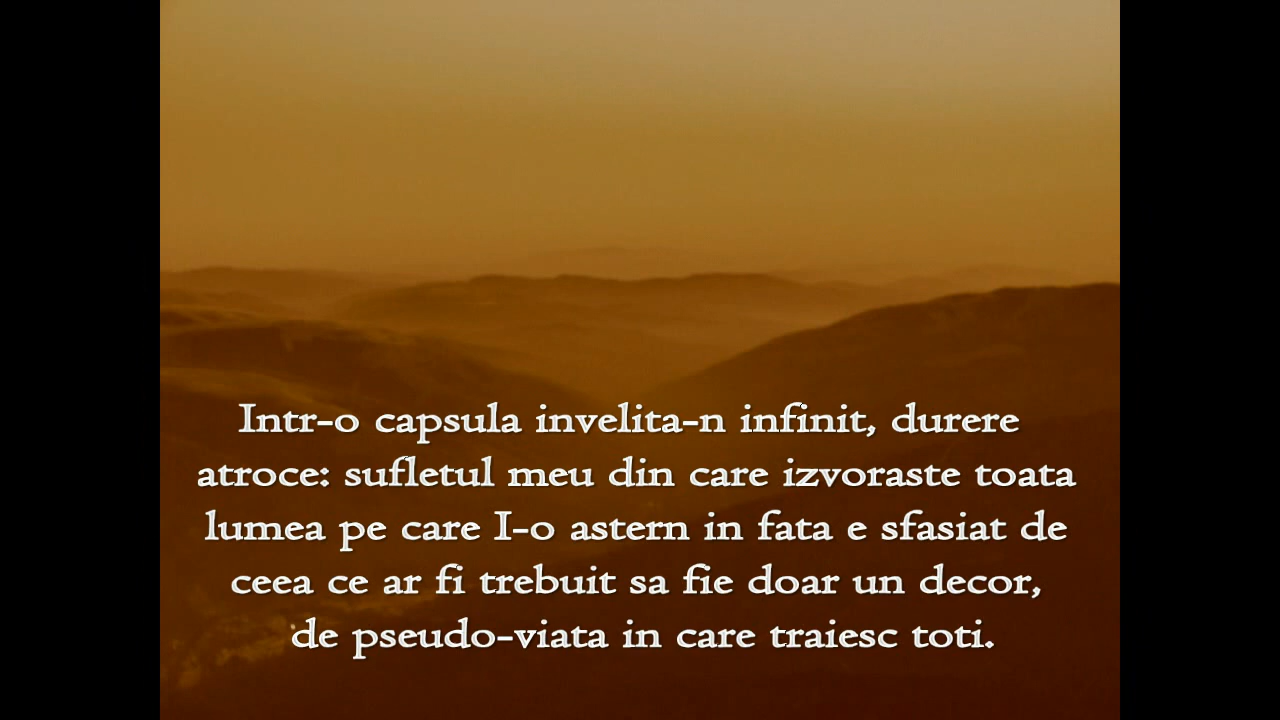 Intr-o capsula invelita-n infinit, durere
atroce: sufletul meu din care izvoraste toata
lumea pe care I-o astern in fata e sfasiat de
ceea ce ar fi trebuit sa fie doar un decor,
de pseudo-viata in care traiesc toti.